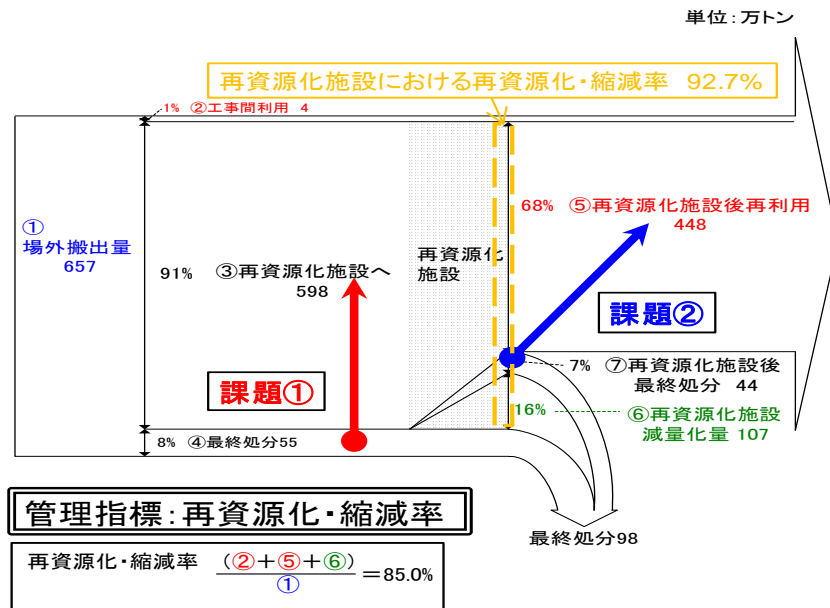 単位:万トン
再資源化施設における再資源化・縮減率 92.7%
1% ②工事間利用 4
①
場外搬出量
657
91% ③再資源化施設へ
598
再資源化
施設
68% ⑤再資源化施設後再利用
448
課題①
課題②
7% ⑦再資源化施設後
最終処分 44
16% ⑥再資源化施設
減量化量 107
8% ④最終処分55
最終処分98
管理指標:再資源化・縮減率
再資源化・縮減率 (②+⑤+⑥)
①
=85.0%